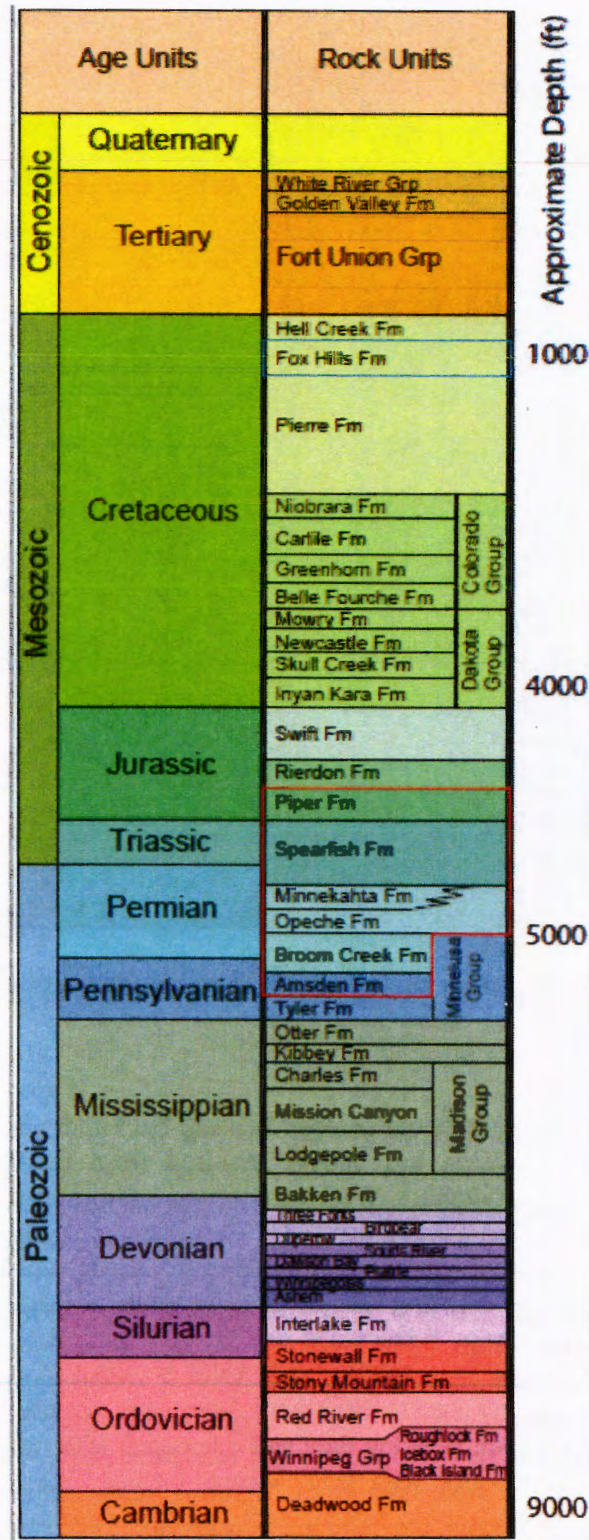 Age Units
Rock Units
Approximate Depth (ft)
Cenozoic
Quaternary
Tertiary
White River Grp
Golden Valley Fm
Fort Union Grp
Mesozoic
Cretaceous
Hell Creek Fm
Fox Hills Fm
1000
Pierre Fm
Niobrara Fm
Carlile Fm
Greenhorn Fm
Belle Fourche Fm
Colorado
Group
Mowry Fm
Newcastle Fm
Skull Creek Fm
Inyan Kara Fm
Dakota
Group
4000
Jurassic
Swift Fm
Rierdon Fm
Piper Fm
Triassic
Spearfish Fm
Paleozoic
Permian
Minnekahta Fm
Opeche Fm
5000
Broom Creek Fm
Pennsylvanian
Amsden Fm
Tyler Fm
Minnelusa
Group
Mississippian
Otter Fm
Kibbey Fm
Charles Fm
Mission Canyon
Lodgepole Fm
Madison
Group
Bakken Fm
Devonian
Three Forks
Birdbear
Duperow
Souris River
Dawson Bay
Prairie
Winnipegosis
Ashern
Silurian
Interlake Fm
Ordovician
Stonewall Fm
Stony Mountain Fm
Red River Fm
Winnipeg Grp
Roughlock Fm
Icebox Fm
Black Island Fm
Cambrian
Deadwood Fm
9000